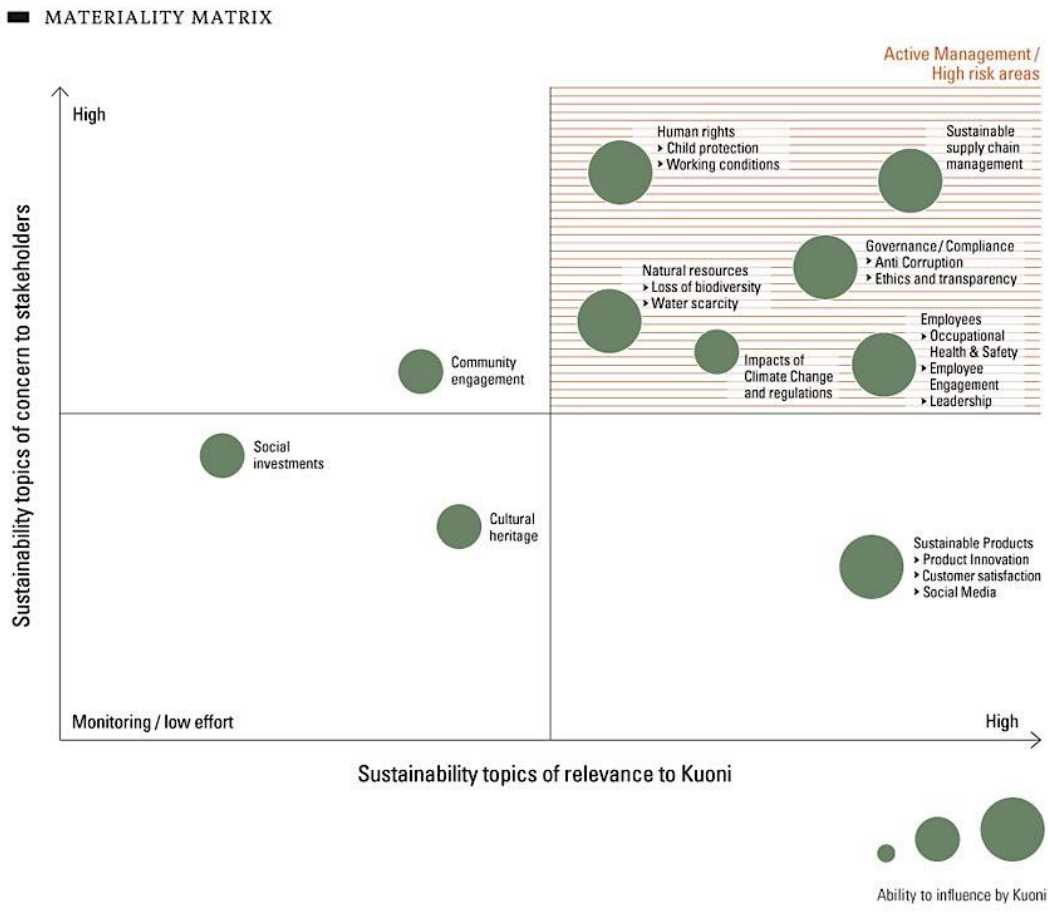 MATERIALITY MATRIX
Active Management /
High risk areas
High
Human rights
▸ Child protection
▸ Working conditions
Sustainable
supply chain
management
Governance / Compliance
▸ Anti Corruption
▸ Ethics and transparency
Natural resources
▸ Loss of biodiversity
▸ Water scarcity
Employees
▸ Occupational
Health & Safety
▸ Employee
Engagement
▸ Leadership
Impacts of
Climate Change
and regulations
Community
engagement
Social
investments
Cultural
heritage
Sustainable Products
▸ Product Innovation
▸ Customer satisfaction
▸ Social Media
Sustainability topics of concern to stakeholders
Monitoring / low effort
High
Sustainability topics of relevance to Kuoni
Ability to influence by Kuoni